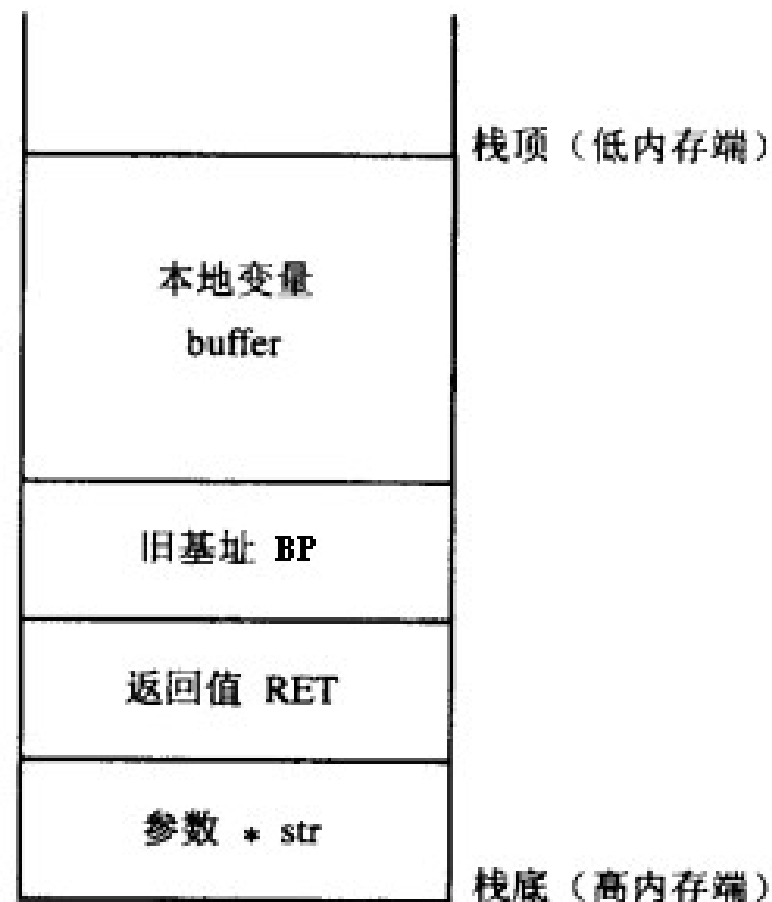 栈顶（低内存端）
本地变量
buffer
旧基址 BP
返回值 RET
参数 * str
栈底（高内存端）